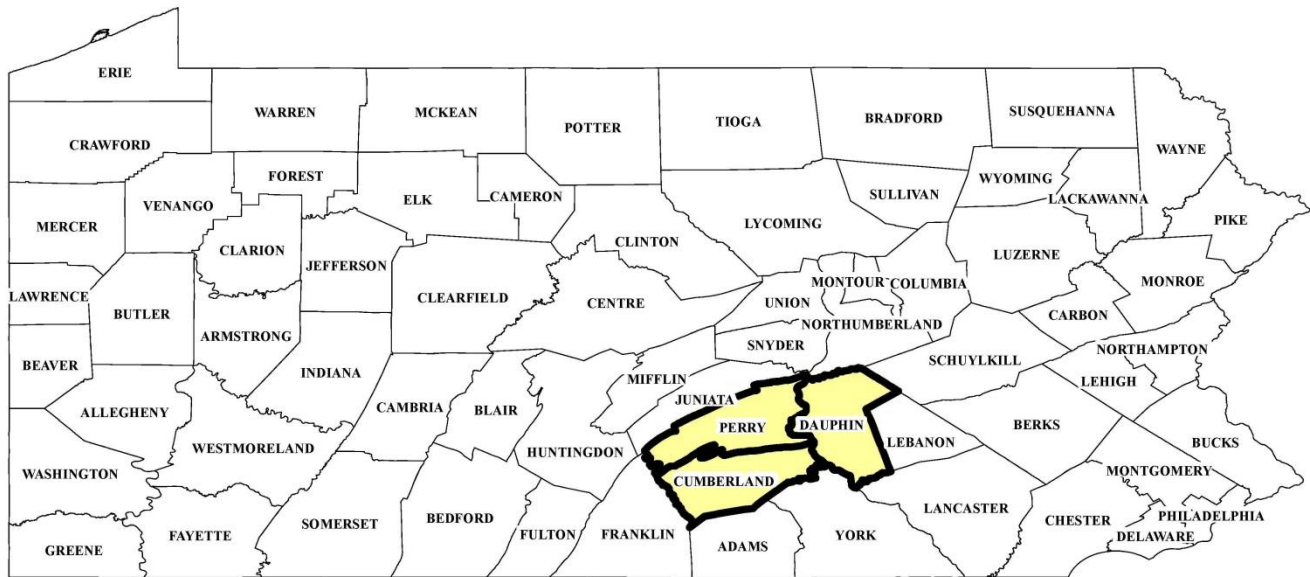 ERIE
WARREN
MCKEAN
POTTER
TIOGA
BRADFORD
SUSQUEHANNA
CRAWFORD
WAYNE
FOREST
WYOMING
VENANGO
ELK
CAMERON
SULLIVAN
LACKAWANNA
MERCER
LYCOMING
PIKE
CLARION
CLINTON
JEFFERSON
LUZERNE
LAWRENCE
CLEARFIELD
CENTRE
UNION
MONTOUR
COLUMBIA
MONROE
BUTLER
CARBON
ARMSTRONG
NORTHUMBERLAND
SNYDER
NORTHAMPTON
BEAVER
INDIANA
MIFFLIN
SCHUYLKILL
LEHIGH
JUNIATA
ALLEGHENY
CAMBRIA
BLAIR
PERRY
DAUPHIN
BERKS
WESTMORELAND
HUNTINGDON
LEBANON
BUCKS
WASHINGTON
CUMBERLAND
MONTGOMERY
SOMERSET
BEDFORD
LANCASTER
PHILADELPHIA
FAYETTE
FULTON
FRANKLIN
YORK
CHESTER
DELAWARE
GREENE
ADAMS